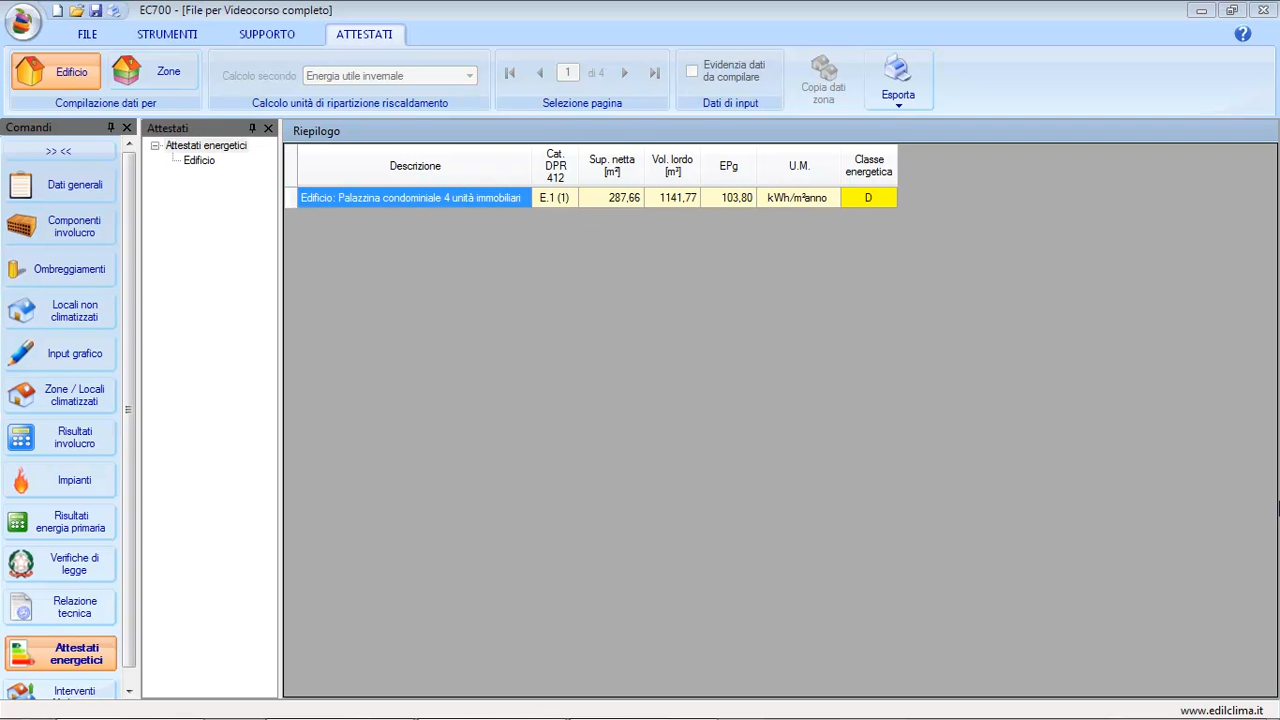 EC700 - [File per Videocorso completo]
FILE
STRUMENTI
SUPPORTO
ATTESTATI
Edificio
Zone
Compilazione dati per
Calcolo secondo
Energia utile invernale
Calcolo unità di ripartizione riscaldamento
1
di 4
Selezione pagina
Evidenzia dati
da compilare
Dati di input
Copia dati
zona
Esporta
Comandi
>> <<
Dati generali
Componenti
involucro
Ombreggiamenti
Locali non
climatizzati
Input grafico
Zone / Locali
climatizzati
Risultati
involucro
Impianti
Risultati
energia primaria
Verifiche di
legge
Relazione
tecnica
Attestati
energetici
Interventi
Attestati
Attestati energetici
Edificio
Riepilogo
Descrizione
Cat.
DPR
412
Sup. netta
[m²]
Vol. lordo
[m³]
EPg
U.M.
Classe
energetica
Edificio: Palazzina condominiale 4 unità immobiliari
E.1 (1)
287,66
1141,77
103,80
kWh/m²anno
D
www.edilclima.it